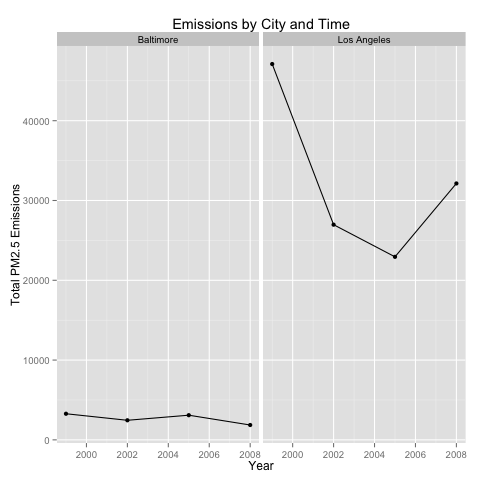 Emissions by City and Time
Baltimore
Los Angeles
Total PM2.5 Emissions
40000
30000
20000
10000
0
2000 2002 2004 2006 2008
2000 2002 2004 2006 2008
Year